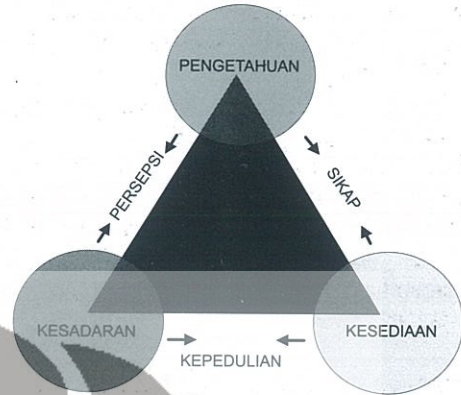 PENGETAHUAN
PERSEPSI
SIKAP
KESADARAN
KESEDIAAN
KEPEDULIAN